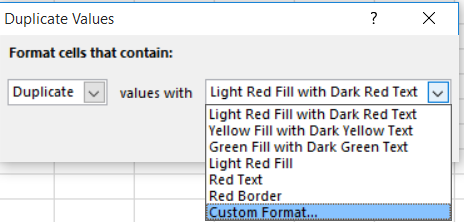 Duplicate Values ?
Format cells that contain:
Duplicate values with Light Red Fill with Dark Red Text
Light Red Fill with Dark Red Text
Yellow Fill with Dark Yellow Text
Green Fill with Dark Green Text
Light Red Fill
Red Text
Red Border
Custom Format...